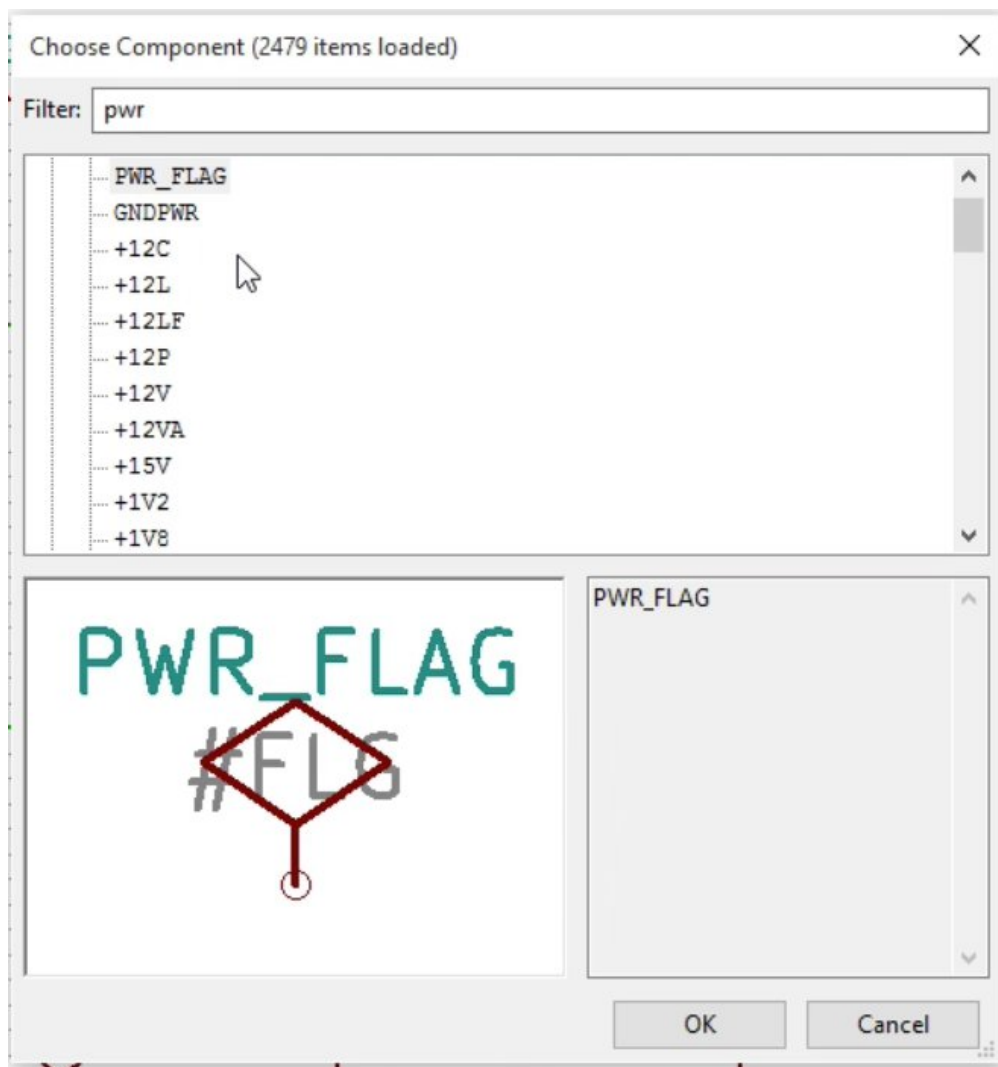 Choose Component (2479 items loaded)
Filter: pwr
PWR_FLAG
GNDPWR
+12C
+12L
+12LF
+12P
+12V
+12VA
+15V
+1V2
+1V8
PWR_FLAG
#FLG
PWR_FLAG
OK Cancel